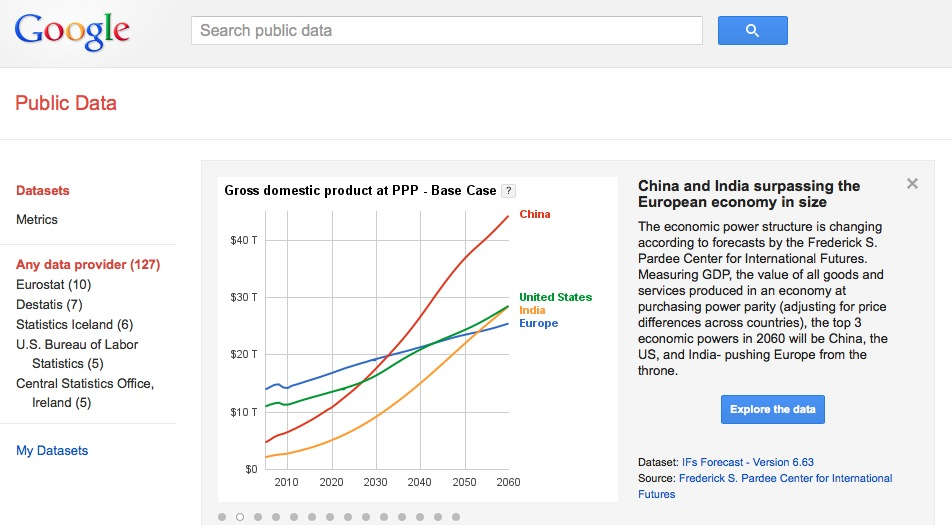 Google
Search public data
Public Data
Datasets
Metrics
Any data provider (127)
Eurostat (10)
Destatis (7)
Statistics Iceland (6)
U.S. Bureau of Labor
Statistics (5)
Central Statistics Office,
Ireland (5)
My Datasets
Gross domestic product at PPP - Base Case ?
$40 T
$30 T
$20 T
$10 T
$0
2010 2020 2030 2040 2050 2060
China
United States
India
Europe
China and India surpassing the
European economy in size
The economic power structure is changing
according to forecasts by the Frederick S.
Pardee Center for International Futures.
Measuring GDP, the value of all goods and
services produced in an economy at
purchasing power parity (adjusting for price
differences across countries), the top 3
economic powers in 2060 will be China, the
US, and India- pushing Europe from the
throne.
Explore the data
Dataset: IFs Forecast - Version 6.63
Source: Frederick S. Pardee Center for International
Futures